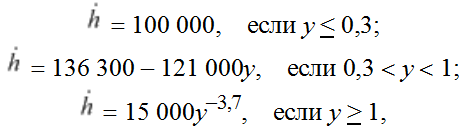 ḣ = 100 000, если y ≤ 0,3;
ḣ = 136 300 – 121 000y, если 0,3 < y < 1;
ḣ = 15 000y⁻³,⁷, если y ≥ 1,